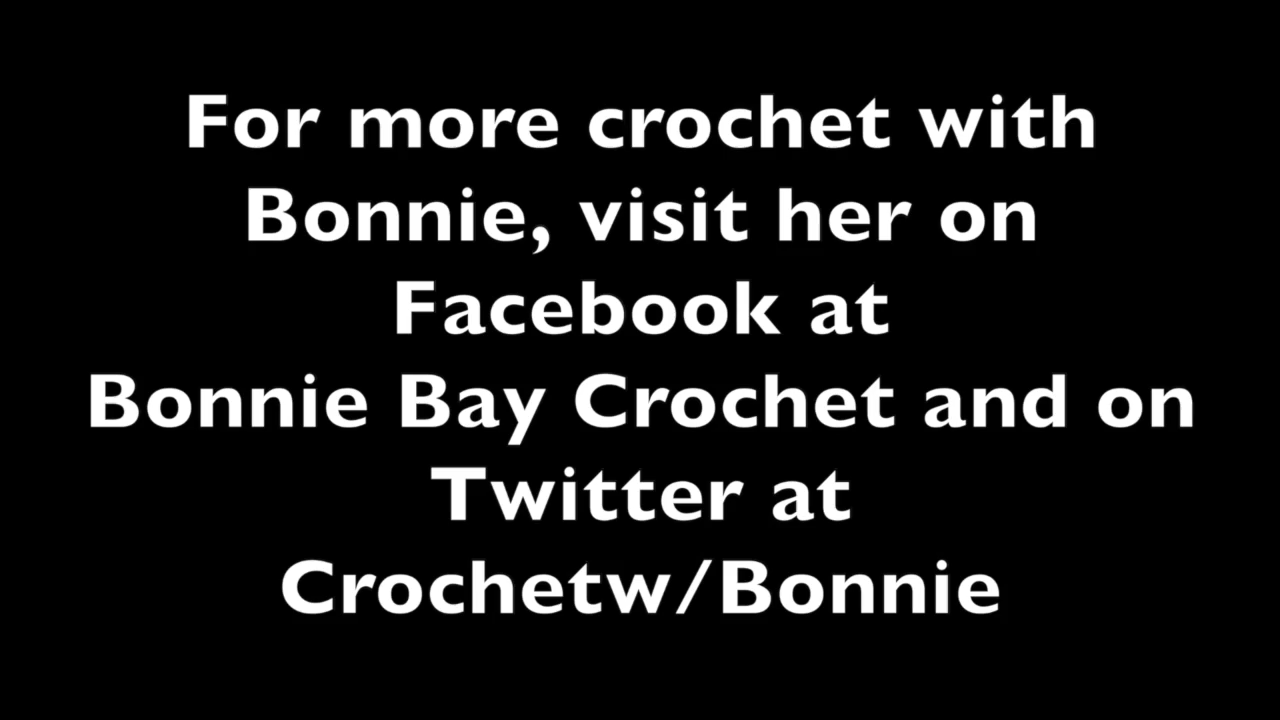 For more crochet with
Bonnie, visit her on
Facebook at
Bonnie Bay Crochet and on
Twitter at
Crochetw/Bonnie